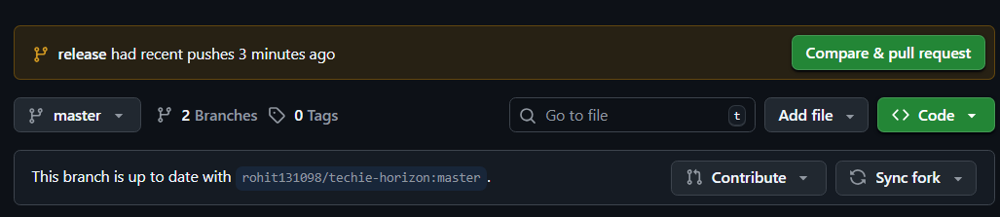 release had recent pushes 3 minutes ago
Compare & pull request
master
2 Branches
0 Tags
Go to file
t
Add file
<> Code
This branch is up to date with rohit131098/techie-horizon:master.
Contribute
Sync fork